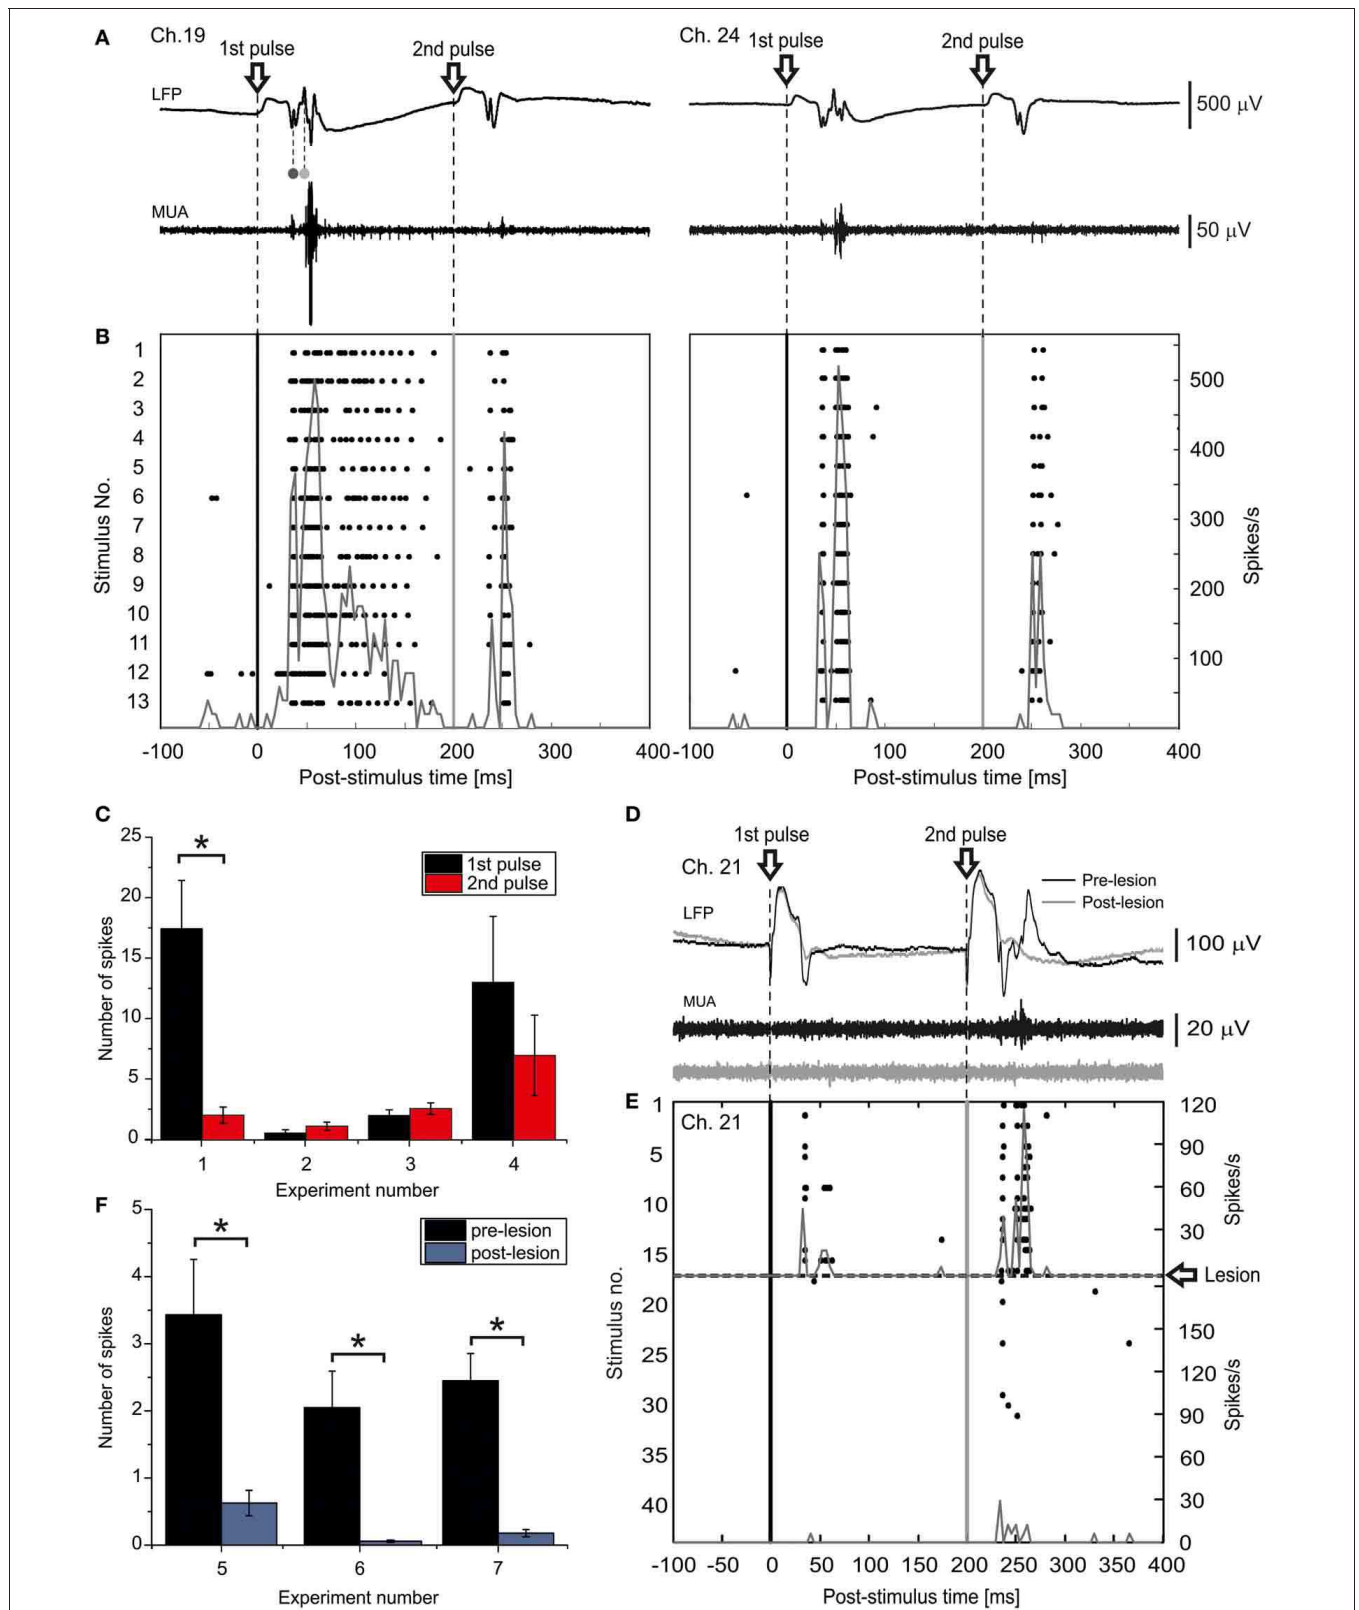 A
Ch.19
1st pulse
2nd pulse
Ch. 24
1st pulse
2nd pulse
LFP
500 µV
MUA
50 µV
B
1
2
3
4
5
6
7
8
9
10
11
12
13
Stimulus No.
500
400
300
200
100
Spikes/s
-100 0 100 200 300 400
Post-stimulus time [ms]
-100 0 100 200 300 400
Post-stimulus time [ms]
C
25
20
15
10
5
0
Number of spikes
*
1st pulse
2nd pulse
1 2 3 4
Experiment number
D
1st pulse
2nd pulse
Ch. 21
Pre-lesion
Post-lesion
LFP
100 µV
MUA
20 µV
E
Ch. 21
1
5
10
15
20
25
30
35
40
Stimulus no.
120
90
60
30
Spikes/s
Lesion
150
120
90
60
30
0
Spikes/s
-100 -50 0 50 100 150 200 250 300 350 400
Post-stimulus time [ms]
F
5
4
3
2
1
0
Number of spikes
*
*
*
pre-lesion
post-lesion
5 6 7
Experiment number